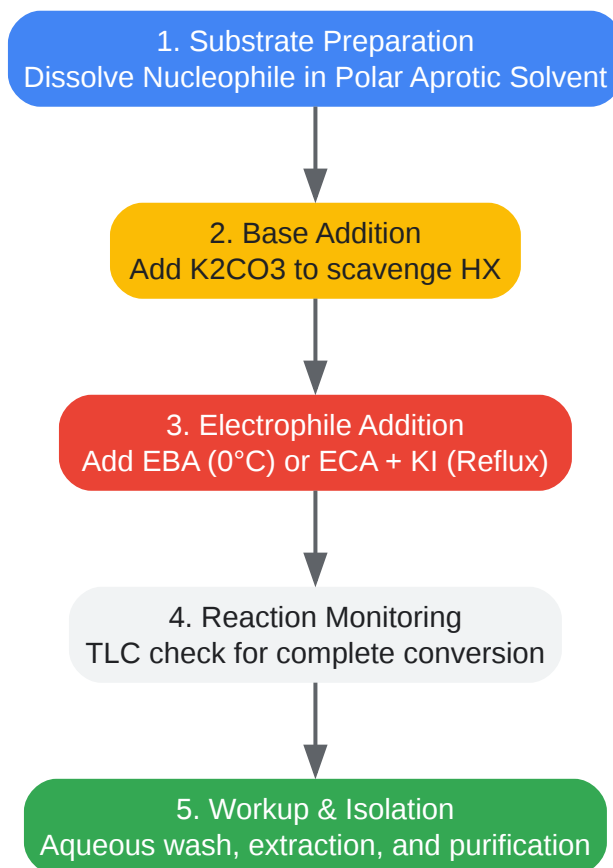 1. Substrate Preparation
Dissolve Nucleophile in Polar Aprotic Solvent
2. Base Addition
Add K2CO3 to scavenge HX
3. Electrophile Addition
Add EBA (0°C) or ECA + KI (Reflux)
4. Reaction Monitoring
TLC check for complete conversion
5. Workup & Isolation
Aqueous wash, extraction, and purification